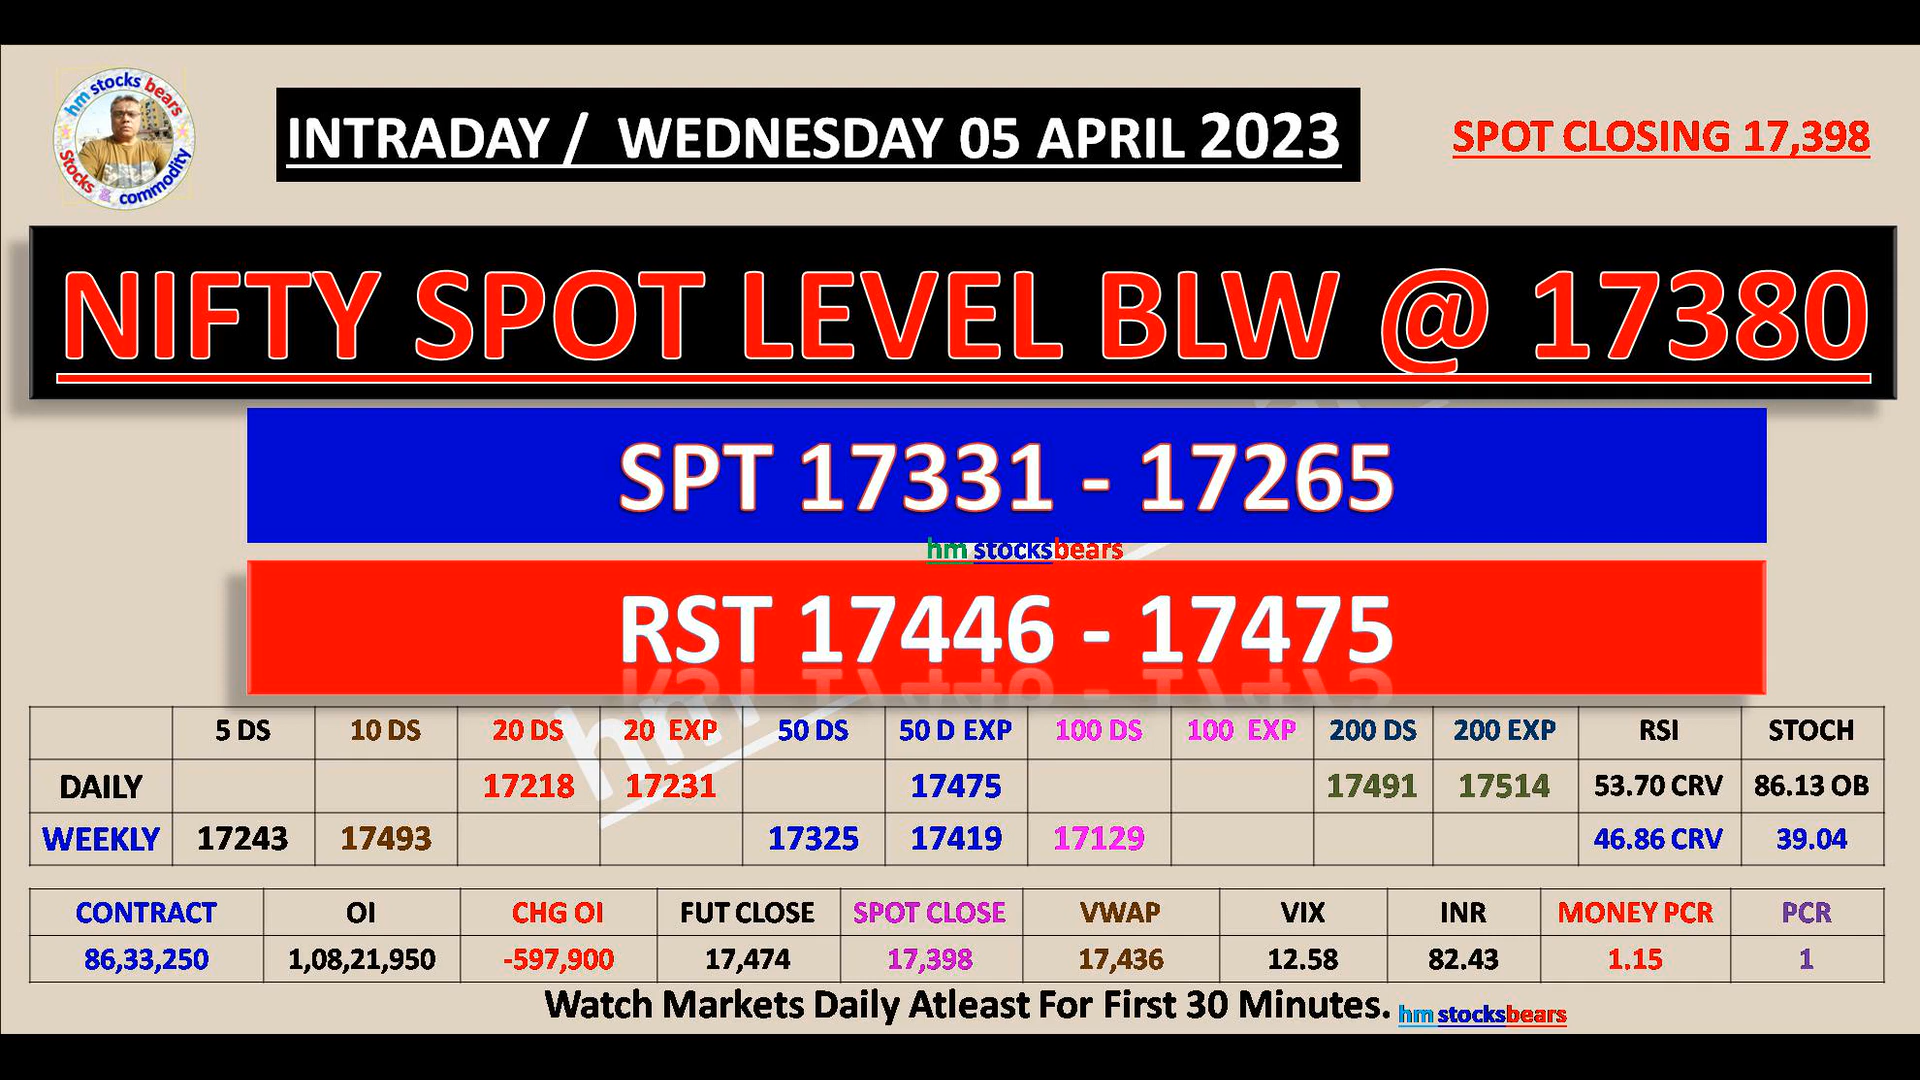 hm stocks bears
Stocks & commodity
INTRADAY / WEDNESDAY 05 APRIL 2023
SPOT CLOSING 17,398
NIFTY SPOT LEVEL BLW @ 17380
SPT 17331 - 17265
hm stocksbears
RST 17446 - 17475
5 DS 10 DS 20 DS 20 EXP 50 DS 50 D EXP 100 DS 100 EXP 200 DS 200 EXP RSI STOCH
DAILY 17218 17231 17475 17491 17514 53.70 CRV 86.13 OB
WEEKLY 17243 17493 17325 17419 17129 46.86 CRV 39.04
CONTRACT OI CHG OI FUT CLOSE SPOT CLOSE VWAP VIX INR MONEY PCR PCR
86,33,250 1,08,21,950 -597,900 17,474 17,398 17,436 12.58 82.43 1.15 1
Watch Markets Daily Atleast For First 30 Minutes. hm stocksbears